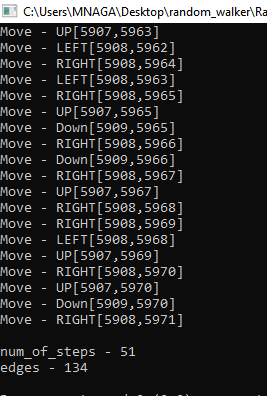 C:\Users\MNAGA\Desktop\random_walker\Ra
Move - UP[5907,5963]
Move - LEFT[5908,5962]
Move - RIGHT[5908,5964]
Move - LEFT[5908,5963]
Move - RIGHT[5908,5965]
Move - UP[5907,5965]
Move - Down[5909,5965]
Move - RIGHT[5908,5966]
Move - Down[5909,5966]
Move - RIGHT[5908,5967]
Move - UP[5907,5967]
Move - RIGHT[5908,5968]
Move - RIGHT[5908,5969]
Move - LEFT[5908,5968]
Move - UP[5907,5969]
Move - RIGHT[5908,5970]
Move - UP[5907,5970]
Move - Down[5909,5970]
Move - RIGHT[5908,5971]
num_of_steps - 51
edges - 134